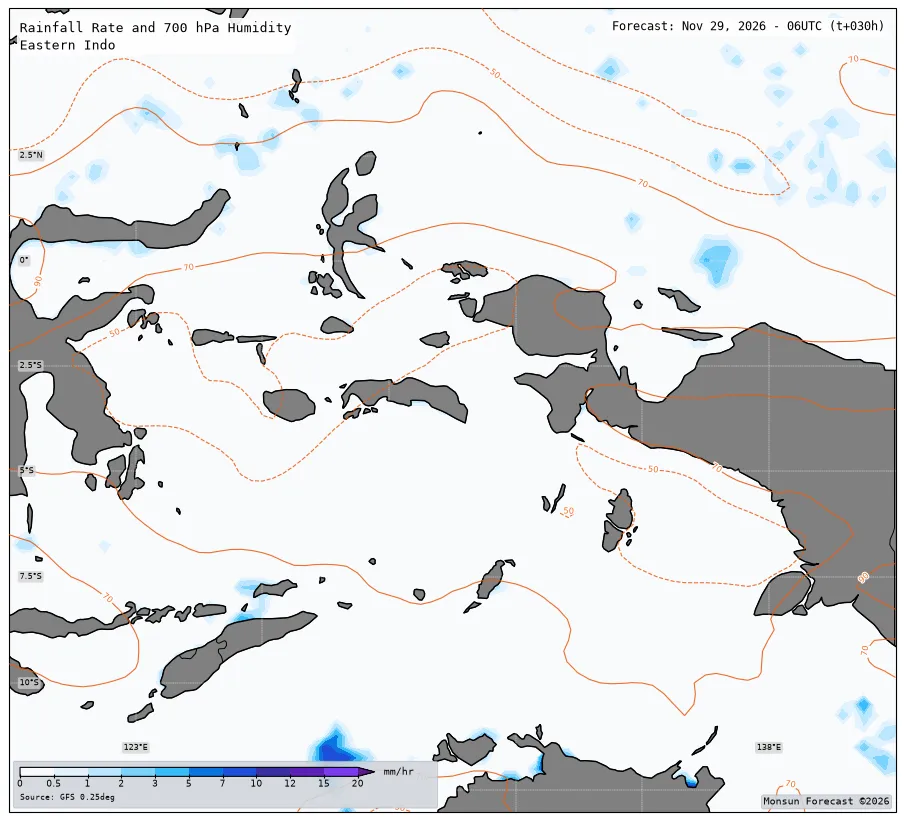 Rainfall Rate and 700 hPa Humidity
Eastern Indo
Forecast: Nov 29, 2026 - 06UTC (t+030h)
70
50
2.5°N
70
0°
70
90
50
2.5°S
5°S
50
70
50
7.5°S
90
70
70
10°S
123°E
138°E
0 0.5 1 2 3 5 7 10 12 15 20 mm/hr
70
Source: GFS 0.25deg
50
Monsun Forecast ©2026